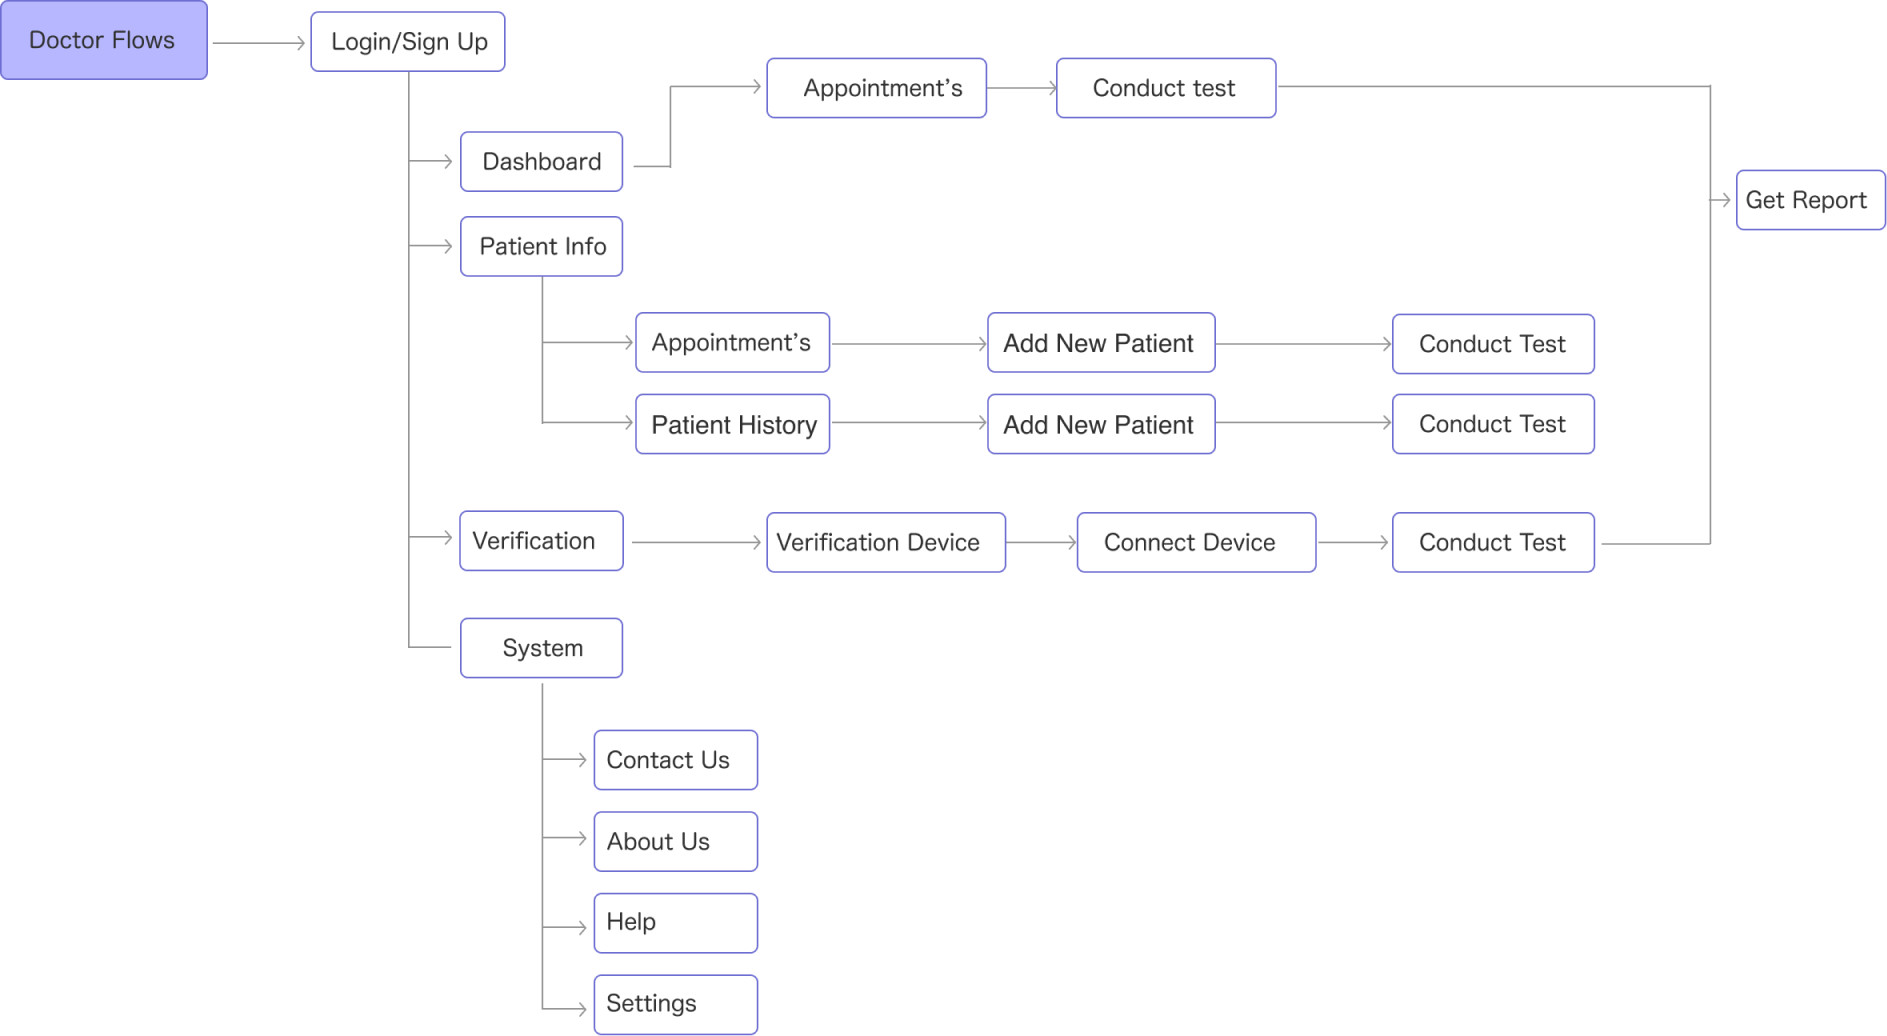 Doctor Flows
Login/Sign Up
Appointment’s
Conduct test
Dashboard
Get Report
Patient Info
Appointment’s
Add New Patient
Conduct Test
Patient History
Add New Patient
Conduct Test
Verification
Verification Device
Connect Device
Conduct Test
System
Contact Us
About Us
Help
Settings